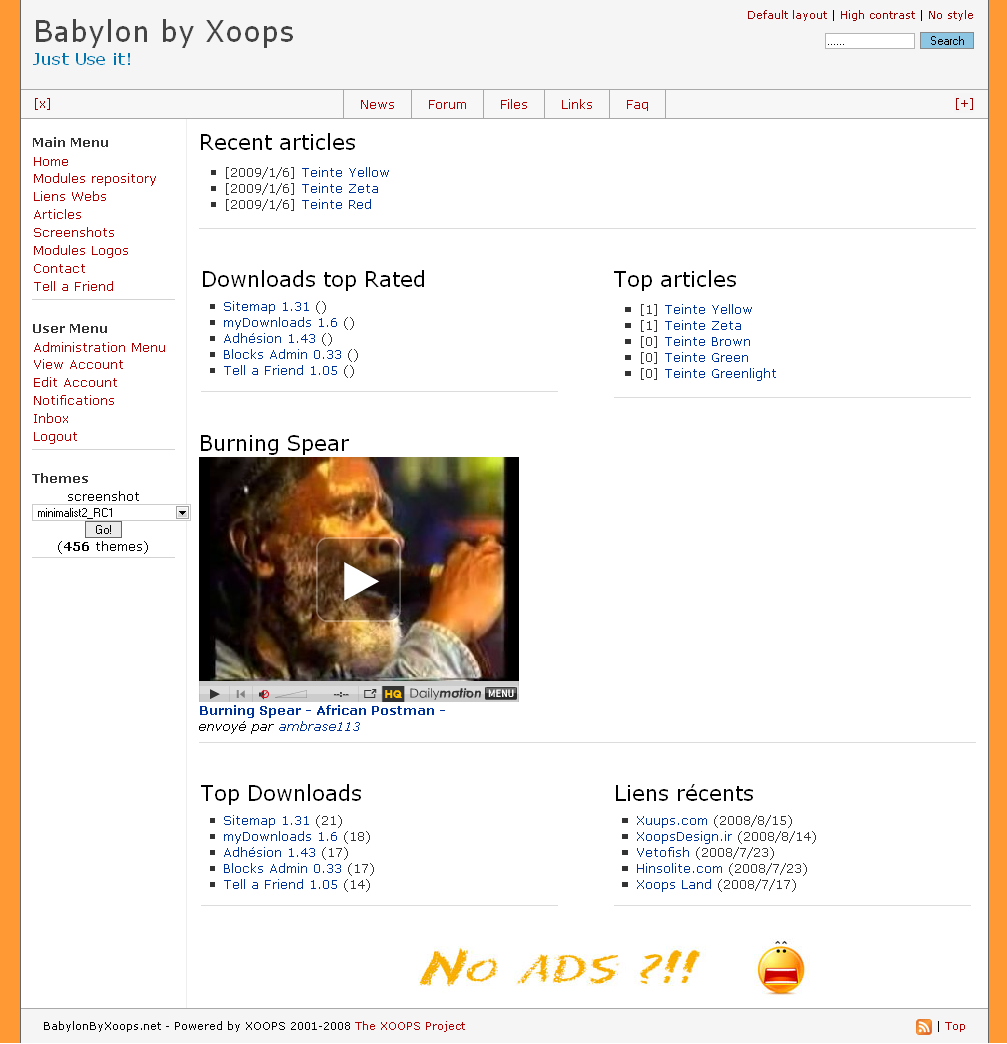 Babylon by Xoops
Just Use it!
Default layout | High contrast | No style
...... Search
[x] News Forum Files Links Faq [+]
Main Menu
Home
Modules repository
Liens Webs
Articles
Screenshots
Modules Logos
Contact
Tell a Friend
User Menu
Administration Menu
View Account
Edit Account
Notifications
Inbox
Logout
Themes
screenshot
minimalist2_RC1
Go!
(456 themes)
Recent articles
[2009/1/6] Teinte Yellow
[2009/1/6] Teinte Zeta
[2009/1/6] Teinte Red
Downloads top Rated
Sitemap 1.31 ()
myDownloads 1.6 ()
Adhésion 1.43 ()
Blocks Admin 0.33 ()
Tell a Friend 1.05 ()
Top articles
[1] Teinte Yellow
[1] Teinte Zeta
[0] Teinte Brown
[0] Teinte Green
[0] Teinte Greenlight
Burning Spear
--:-- HQ Dailymotion MENU
Burning Spear - African Postman -
envoyé par ambrase113
Top Downloads
Sitemap 1.31 (21)
myDownloads 1.6 (18)
Adhésion 1.43 (17)
Blocks Admin 0.33 (17)
Tell a Friend 1.05 (14)
Liens récents
Xuups.com (2008/8/15)
XoopsDesign.ir (2008/8/14)
Vetofish (2008/7/23)
Hinsolite.com (2008/7/23)
Xoops Land (2008/7/17)
No ADS ?!!
BabylonByXoops.net - Powered by XOOPS 2001-2008 The XOOPS Project
| Top